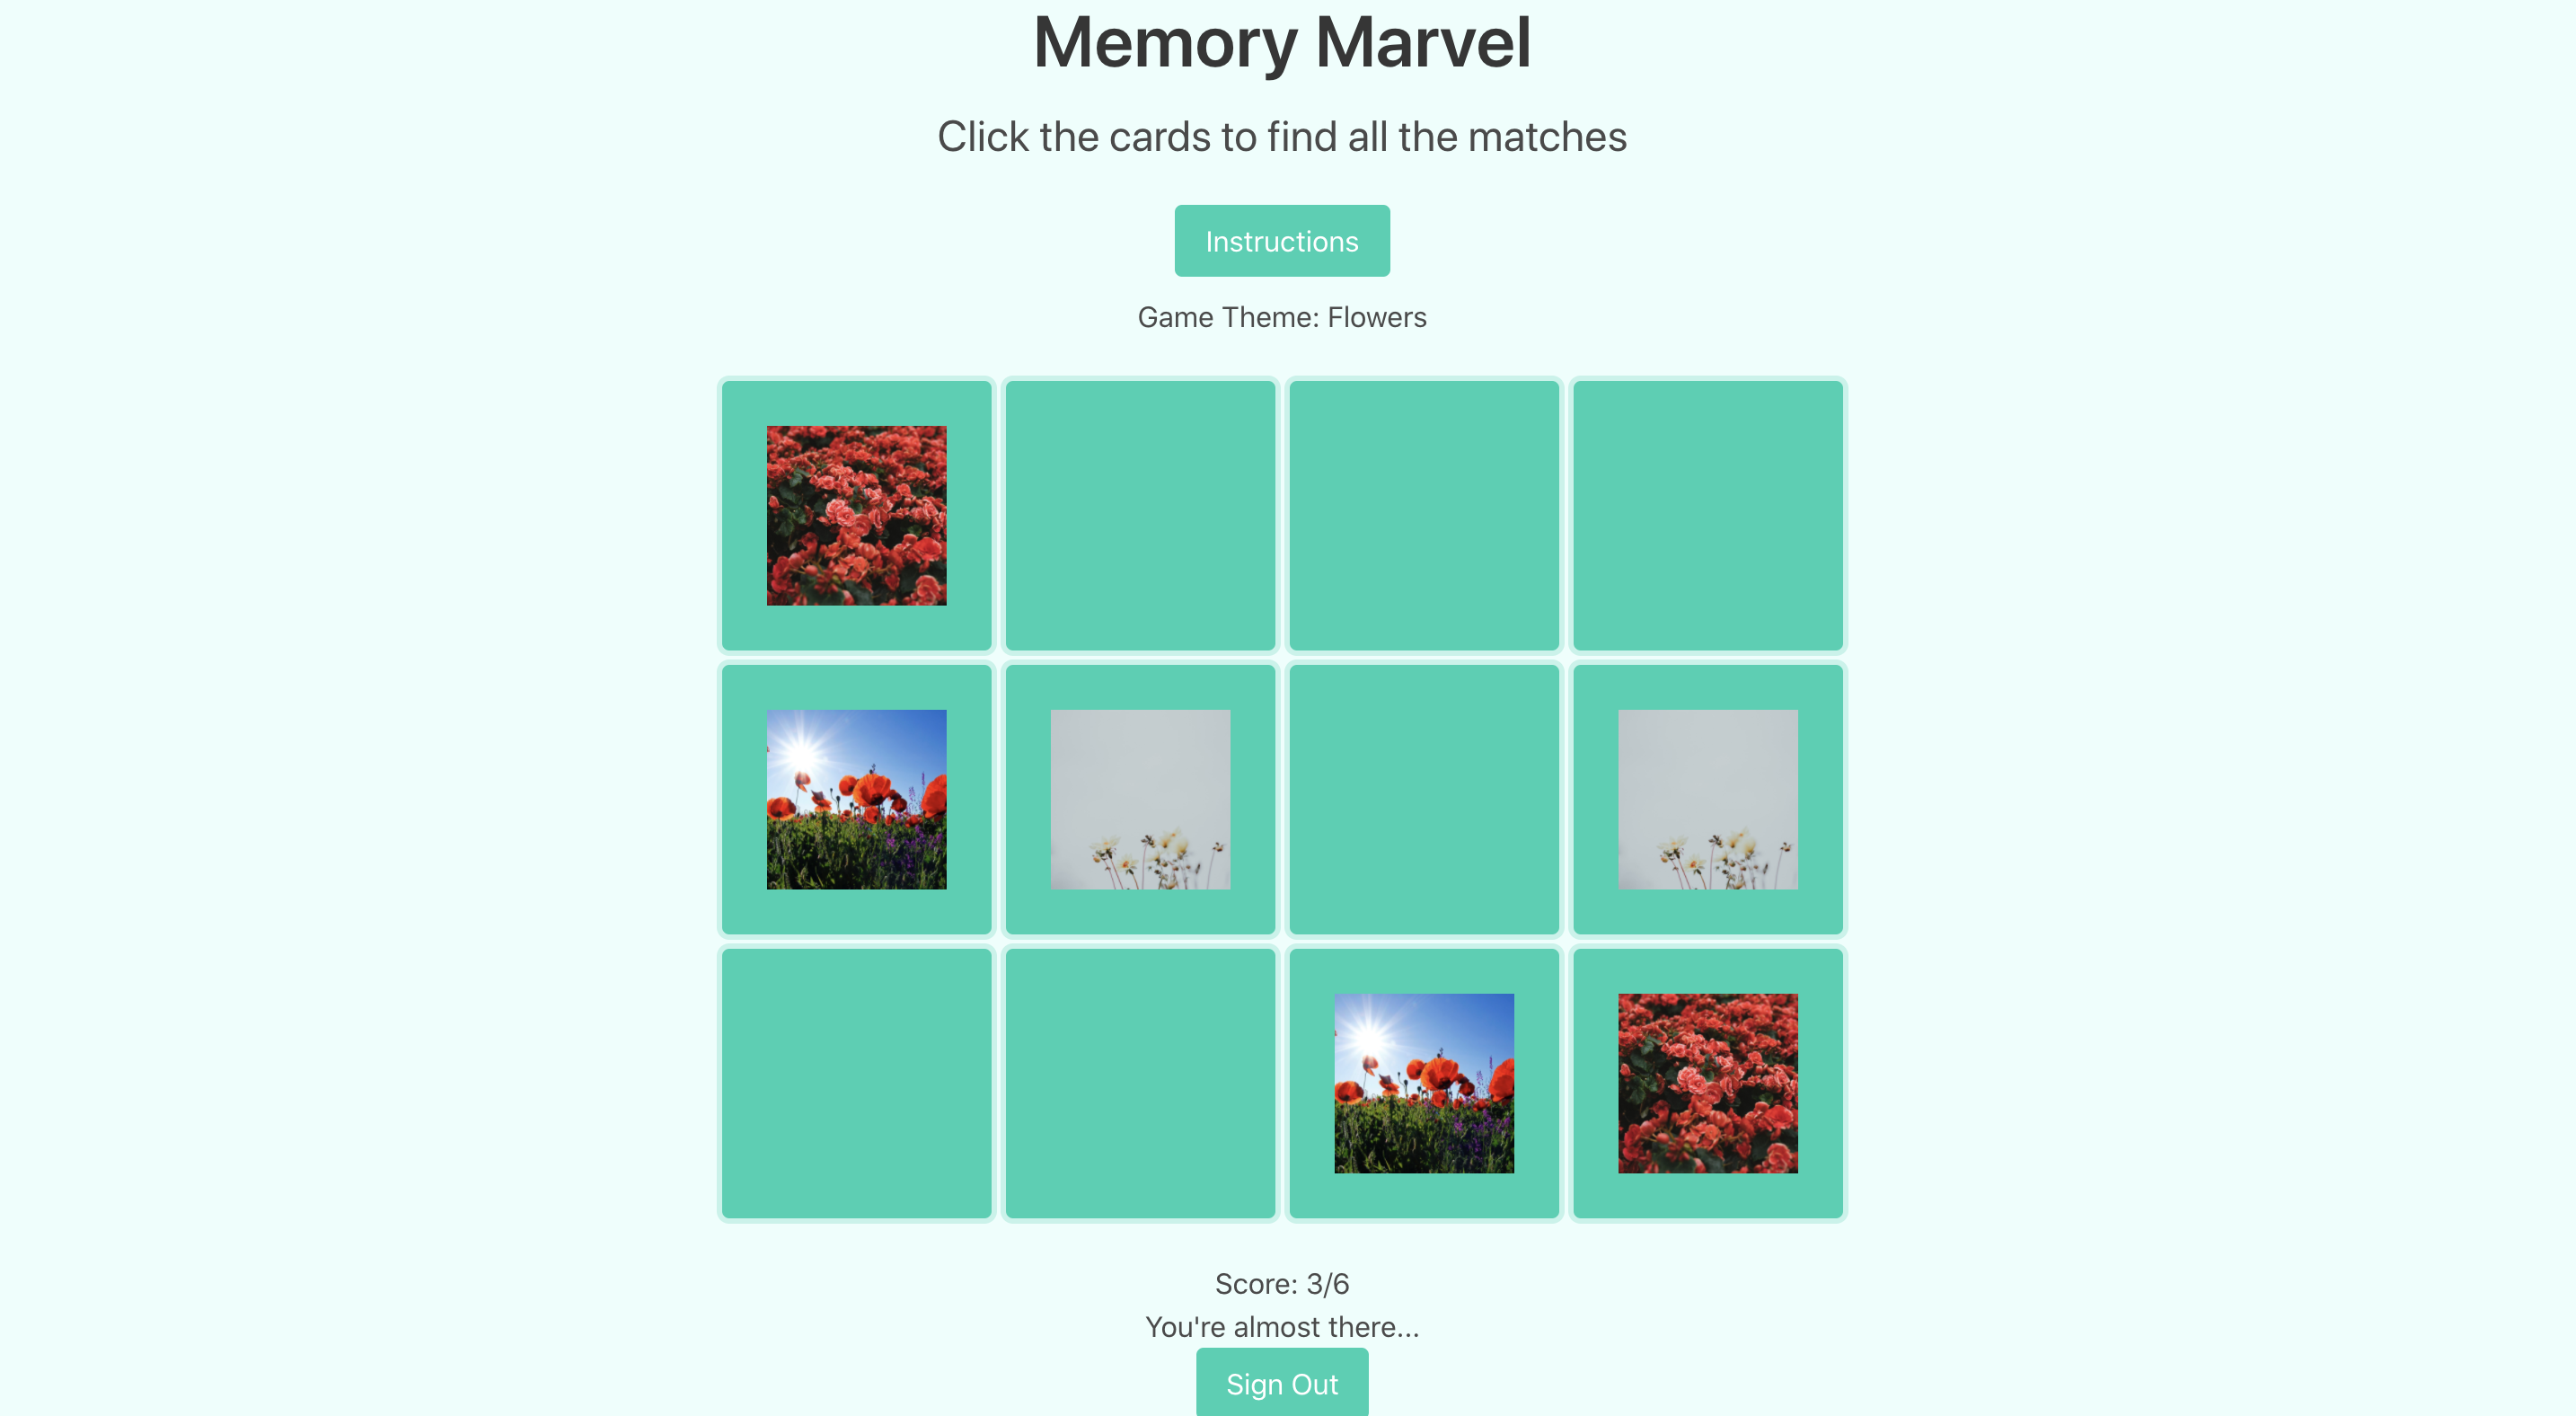 Memory Marvel
Click the cards to find all the matches
Instructions
Game Theme: Flowers
Score: 3/6
You're almost there...
Sign Out